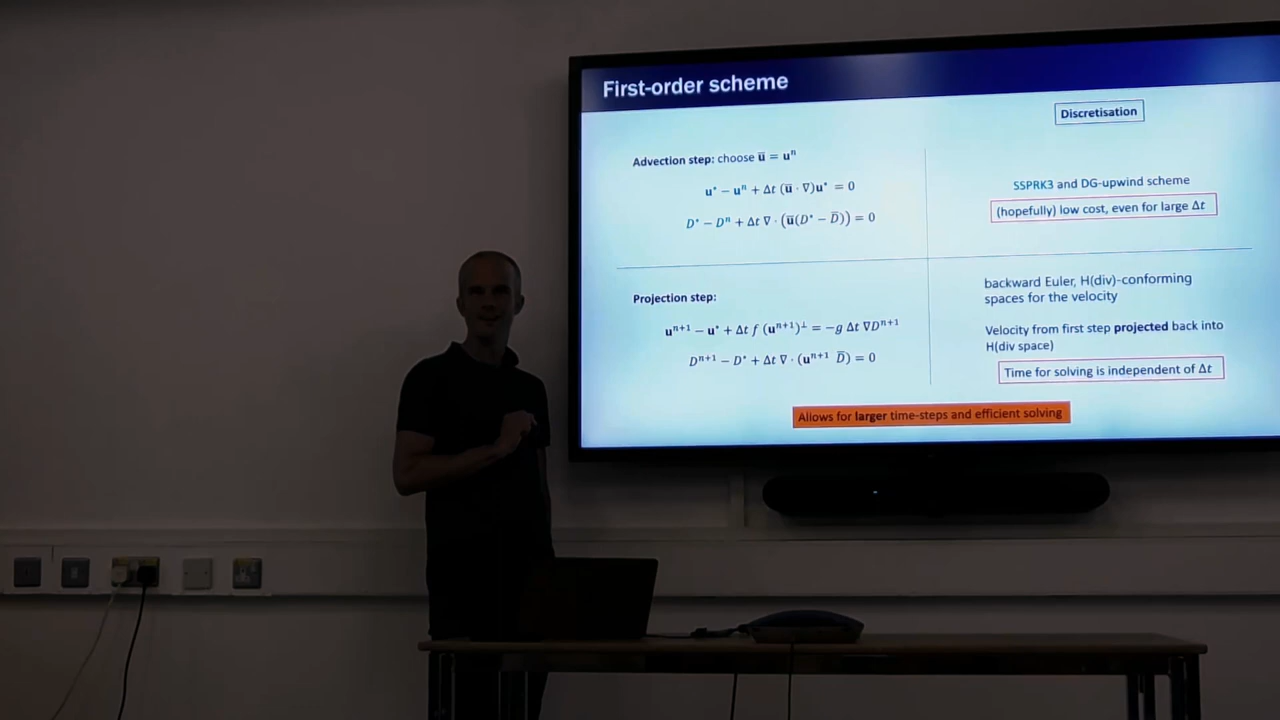 First-order scheme
Discretisation
Advection step: choose ū = uⁿ
u* − uⁿ + Δt (ū · ∇)u* = 0
D* − Dⁿ + Δt ∇ · (ū(D* − D̄)) = 0
SSPRK3 and DG-upwind scheme
(hopefully) low cost, even for large Δt
Projection step:
uⁿ⁺¹ − u* + Δt f (uⁿ⁺¹)⊥ = −g Δt ∇Dⁿ⁺¹
Dⁿ⁺¹ − D* + Δt ∇ · (uⁿ⁺¹ D̄) = 0
backward Euler, H(div)-conforming
spaces for the velocity
Velocity from first step projected back into
H(div space)
Time for solving is independent of Δt
Allows for larger time-steps and efficient solving